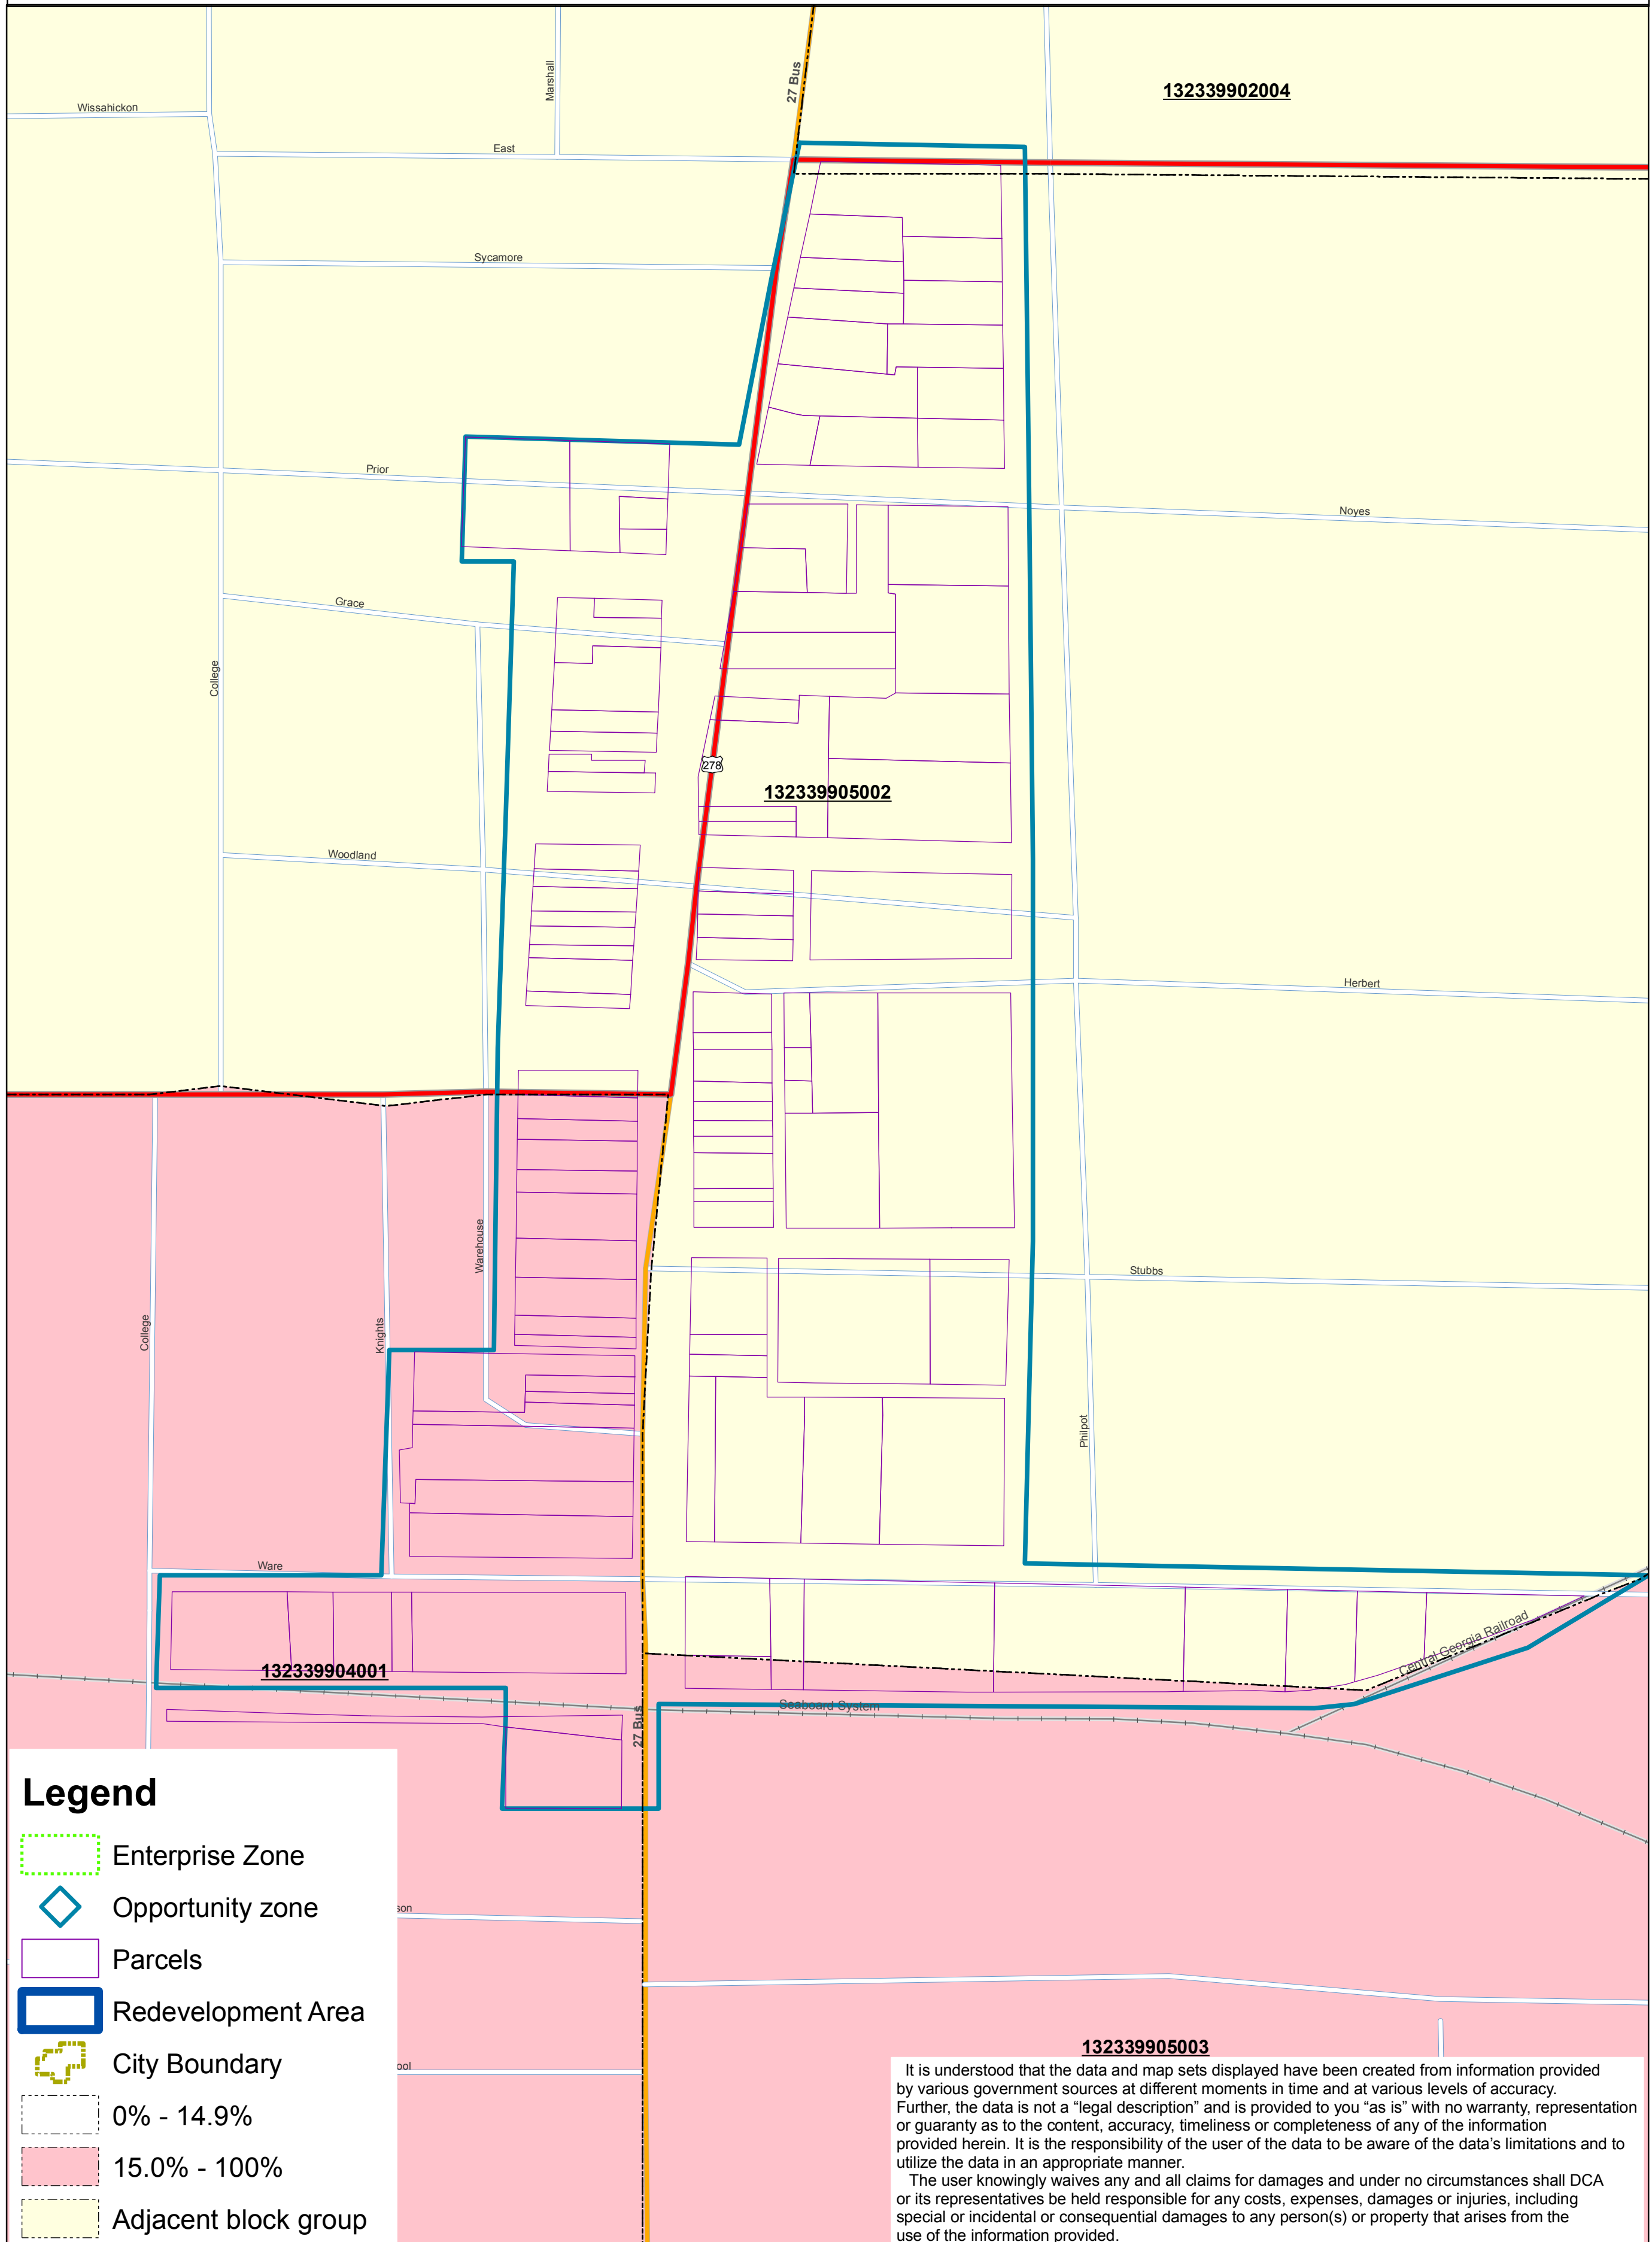 27 Bus
Marshall
132339902004
Wissahickon
East
Sycamore
Prior
Noyes
Grace
College
278
132339905002
Woodland
Herbert
Warehouse
Stubbs
College
Knights
Philpot
Ware
Central Georgia Railroad
132339904001
Seaboard System
27 Bus
Legend
Enterprise Zone
Opportunity zone
son
Parcels
Redevelopment Area
132339905003
City Boundary
ool
0% - 14.9%
15.0% - 100%
Adjacent block group
It is understood that the data and map sets displayed have been created from information provided
by various government sources at different moments in time and at various levels of accuracy.
Further, the data is not a “legal description” and is provided to you “as is” with no warranty, representation
or guaranty as to the content, accuracy, timeliness or completeness of any of the information
provided herein. It is the responsibility of the user of the data to be aware of the data’s limitations and to
utilize the data in an appropriate manner.
The user knowingly waives any and all claims for damages and under no circumstances shall DCA
or its representatives be held responsible for any costs, expenses, damages or injuries, including
special or incidental or consequential damages to any person(s) or property that arises from the
use of the information provided.